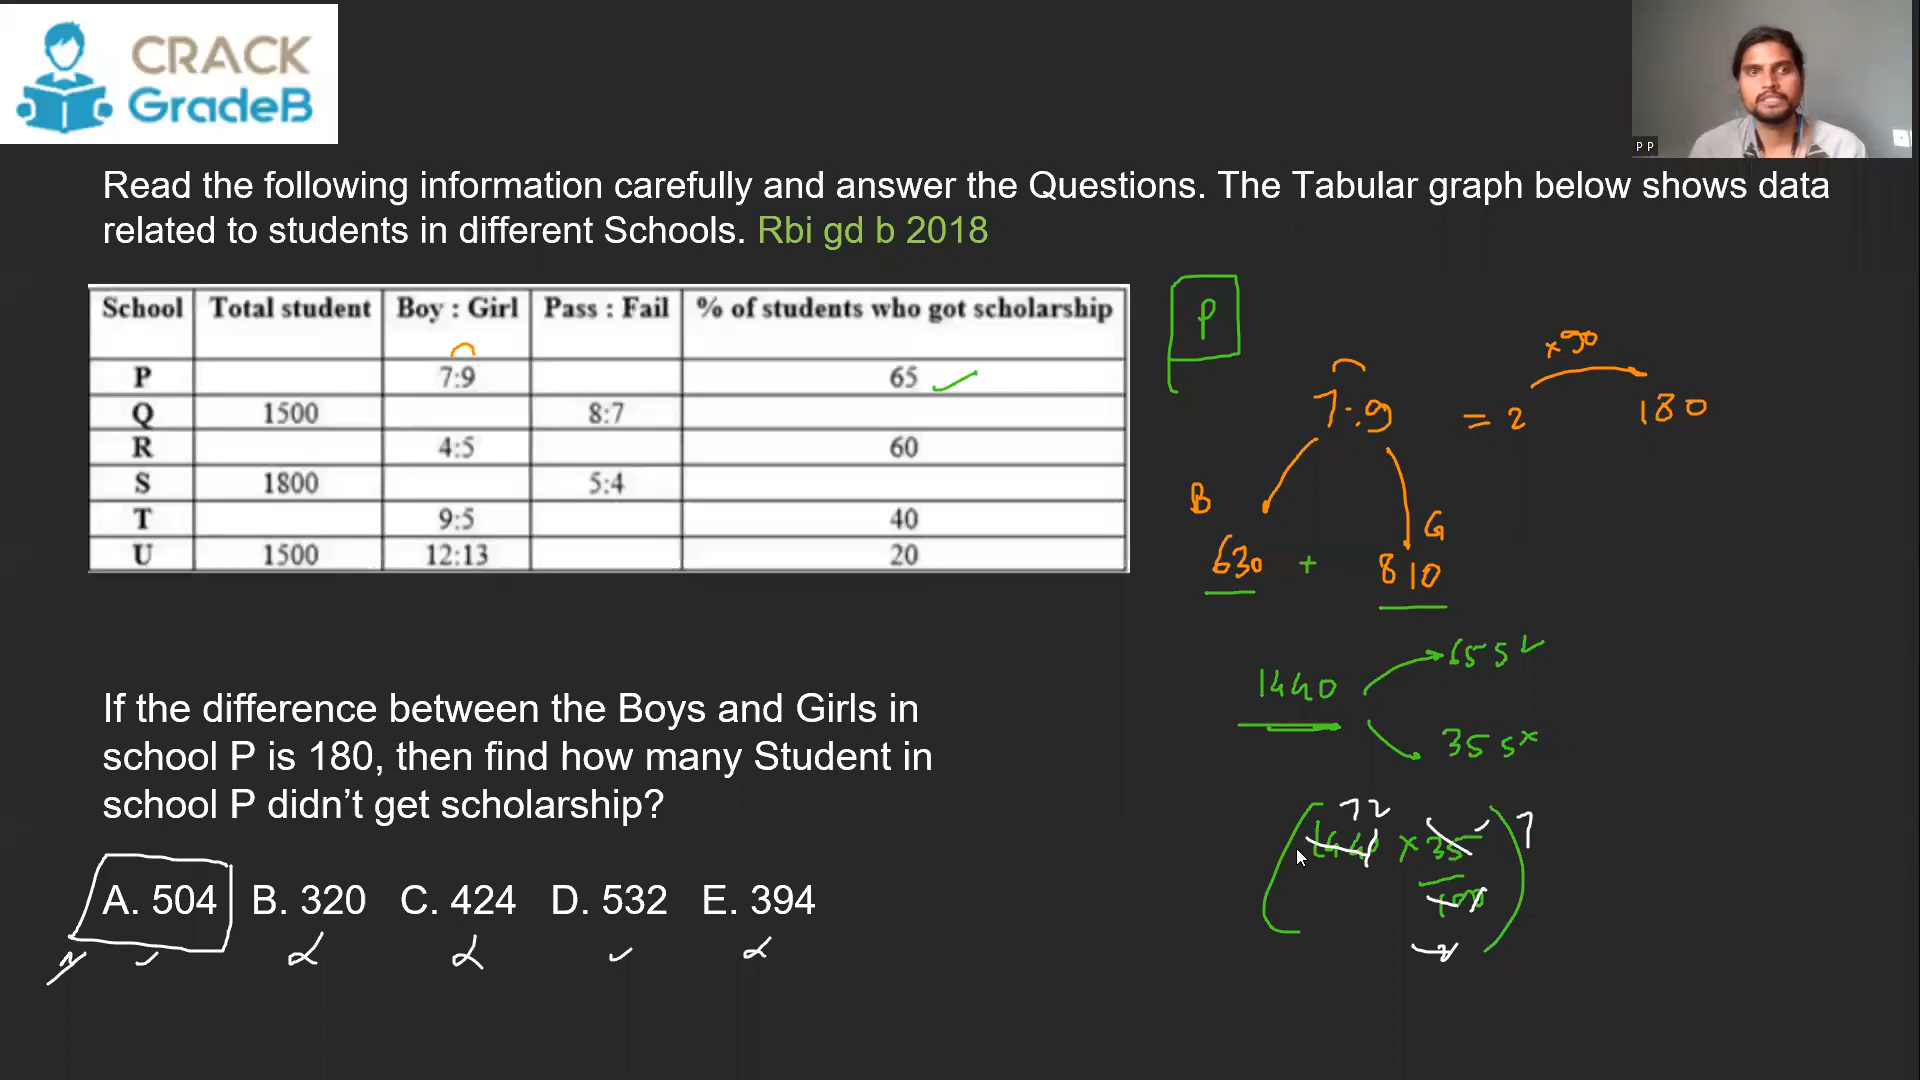 CRACK
GradeB
P P
Read the following information carefully and answer the Questions. The Tabular graph below shows data
related to students in different Schools. Rbi gd b 2018
School Total student Boy : Girl Pass : Fail % of students who got scholarship
P 7:9 65
Q 1500 8:7
R 4:5 60
S 1800 5:4
T 9:5 40
U 1500 12:13 20
P
×90
7:9 = 2 180
B
G
630 + 810
65 S ✓
1440
35 S ×
If the difference between the Boys and Girls in
school P is 180, then find how many Student in
school P didn't get scholarship?
72 7
1440 × 35
100
A. 504 B. 320 C. 424 D. 532 E. 394